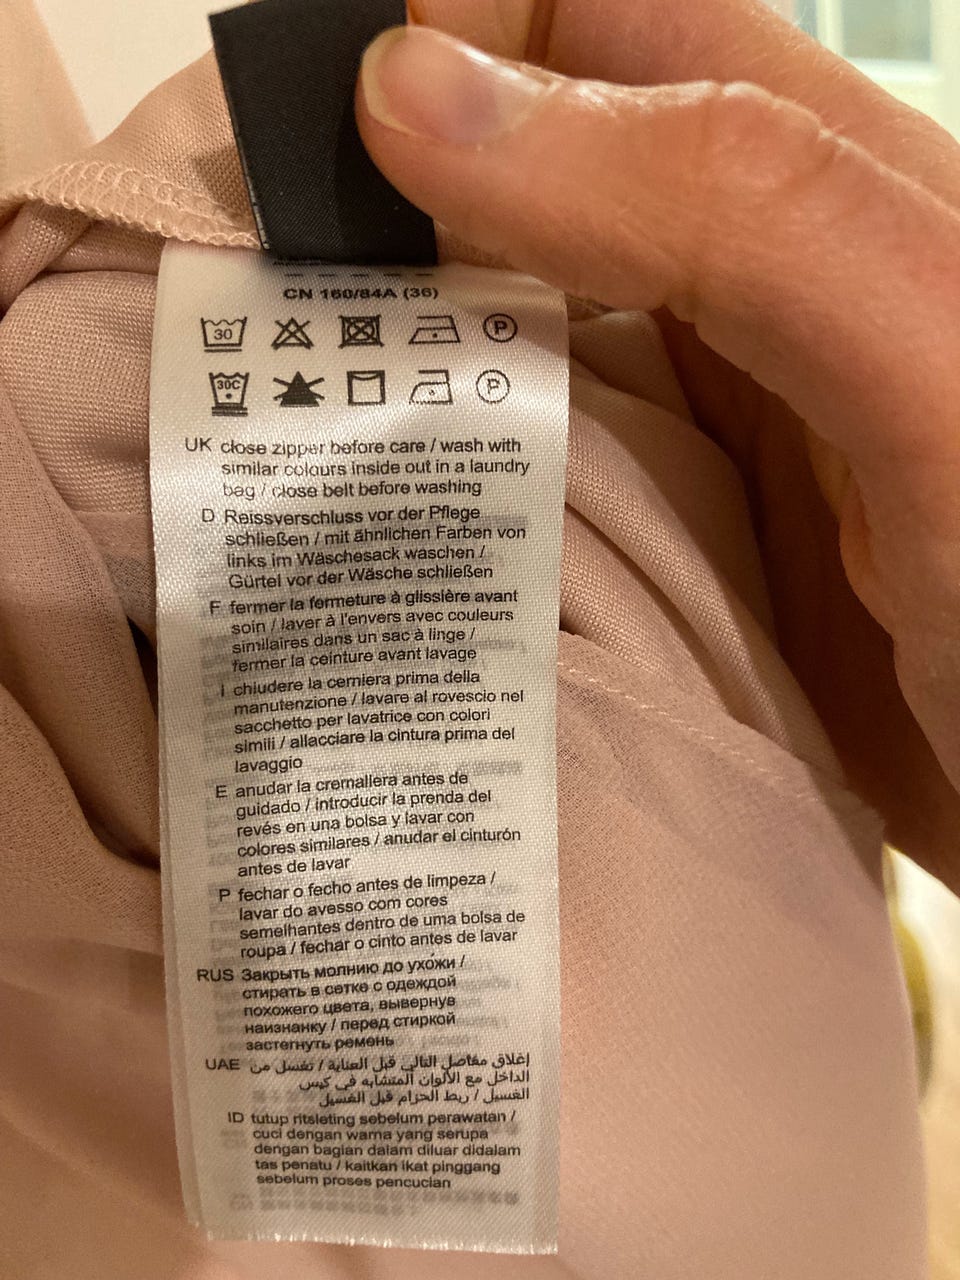 CN 160/84A (36)
30 P
30C P
UK close zipper before care / wash with
similar colours inside out in a laundry
bag / close belt before washing
D Reissverschluss vor der Pflege
schließen / mit ähnlichen Farben von
links im Wäschesack waschen /
Gürtel vor der Wäsche schließen
F fermer la fermeture à glissière avant
soin / laver à l'envers avec couleurs
similaires dans un sac à linge /
fermer la ceinture avant lavage
I chiudere la cerniera prima della
manutenzione / lavare al rovescio nel
sacchetto per lavatrice con colori
simili / allacciare la cintura prima del
lavaggio
E anudar la cremallera antes de
guidado / introducir la prenda del
revés en una bolsa y lavar con
colores similares / anudar el cinturón
antes de lavar
P fechar o fecho antes de limpeza /
lavar do avesso com cores
semelhantes dentro de uma bolsa de
roupa / fechar o cinto antes de lavar
RUS Закрыть молнию до ухожи /
стирать в сетке с одеждой
похожего цвета, вывернув
наизнанку / перед стиркой
застегнуть ремень
UAE إغلاق مفاصل التالي قبل العناية / تغسل من
الداخل مع الألوان المتشابه في كيس
الغسيل / ربط الحزام قبل الغسيل
ID tutup ritsleting sebelum perawatan /
cuci dengan warna yang serupa
dengan bagian dalam diluar didalam
tas penatu / kaitkan ikat pinggang
sebelum proses pencucian